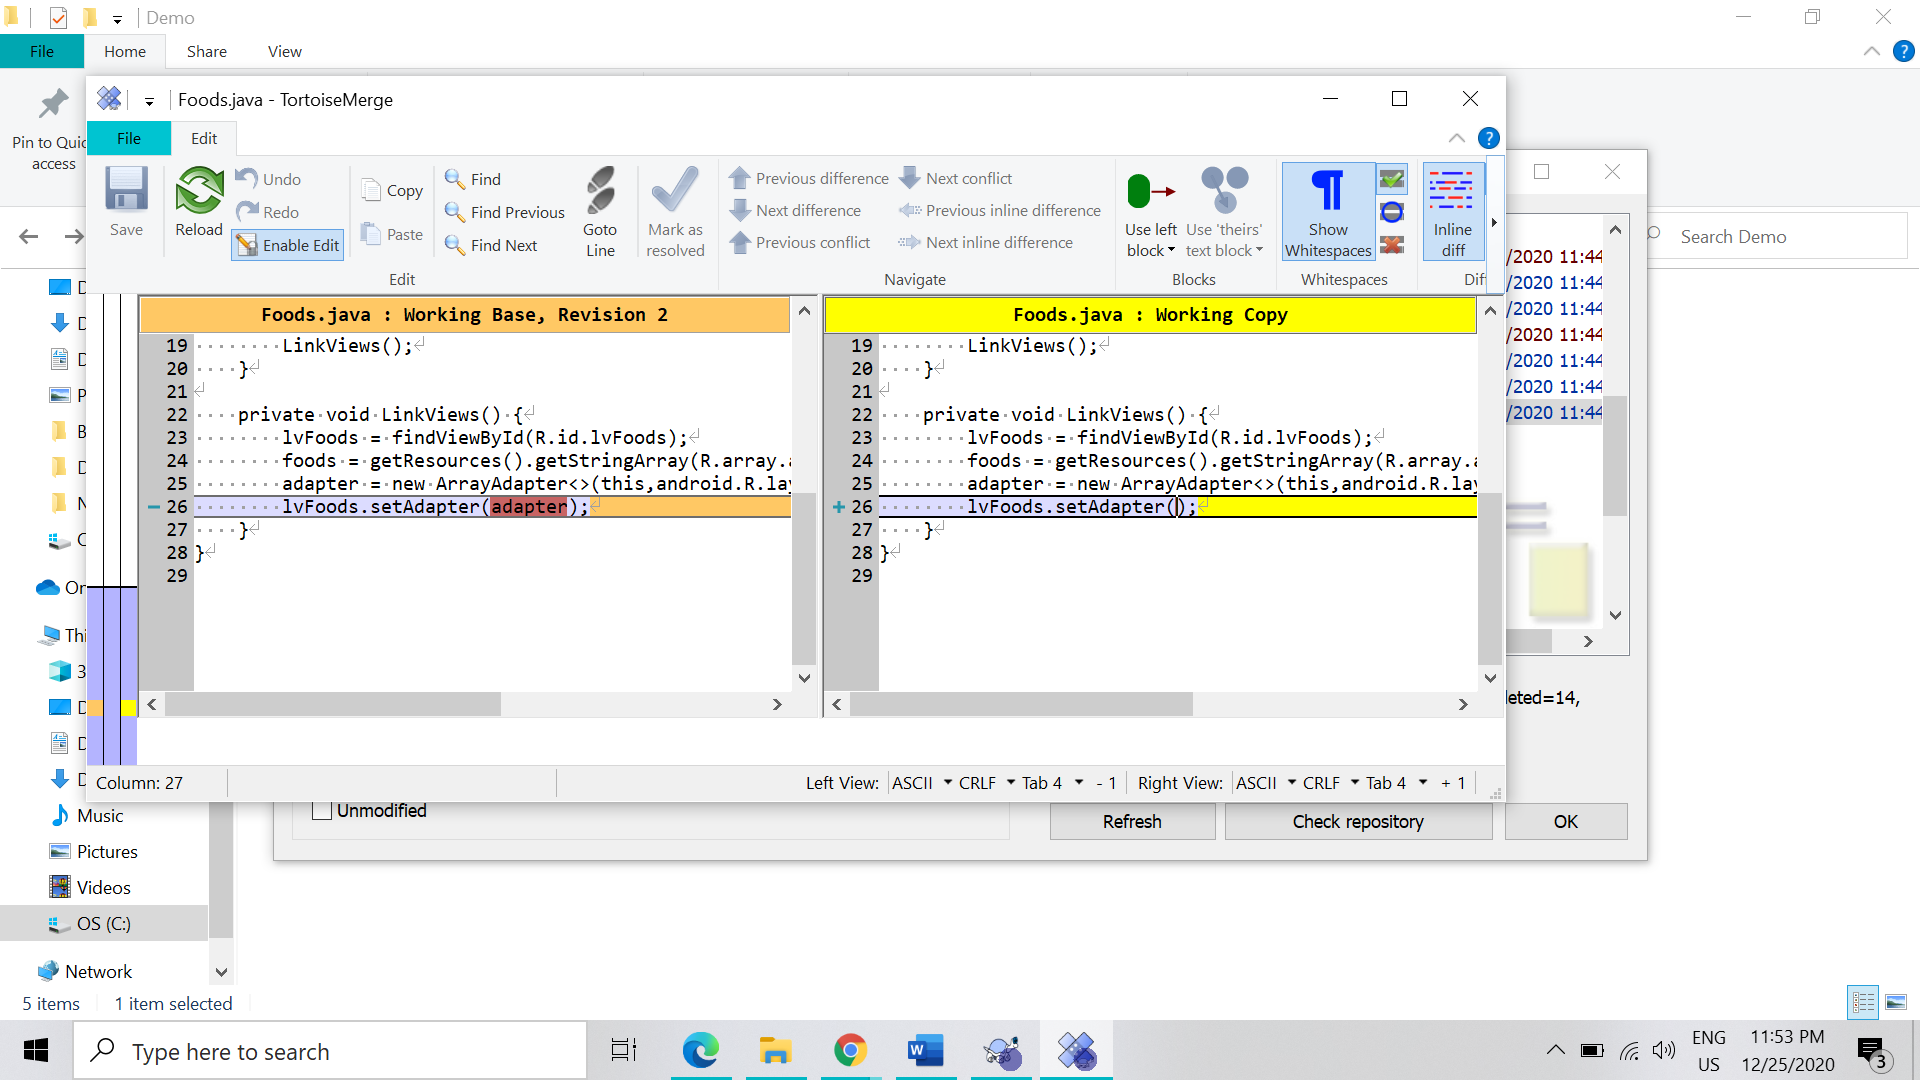 Demo
File Home Share View
Foods.java - TortoiseMerge
File Edit
Pin to Quic
access
Save
Reload
Undo
Redo
Enable Edit
Copy
Paste
Find
Find Previous
Find Next
Goto
Line
Edit
Mark as
resolved
Previous difference
Next difference
Previous conflict
Next conflict
Previous inline difference
Next inline difference
Navigate
Use left
block
Use 'theirs'
text block
Blocks
Show
Whitespaces
Whitespaces
Inline
diff
Dif
Search Demo
/2020 11:44
/2020 11:44
/2020 11:44
/2020 11:44
/2020 11:44
/2020 11:44
/2020 11:44
Foods.java : Working Base, Revision 2
19 LinkViews();
20 }
21
22 private void LinkViews() {
23 lvFoods = findViewById(R.id.lvFoods);
24 foods = getResources().getStringArray(R.array.
25 adapter = new ArrayAdapter<>(this,android.R.lay
26 lvFoods.setAdapter(adapter);
27 }
28 }
29
Foods.java : Working Copy
19 LinkViews();
20 }
21
22 private void LinkViews() {
23 lvFoods = findViewById(R.id.lvFoods);
24 foods = getResources().getStringArray(R.array.
25 adapter = new ArrayAdapter<>(this,android.R.lay
26 lvFoods.setAdapter();
27 }
28 }
29
D
D
D
P
B
D
N
C
On
Thi
3
D
D
D
Music
Pictures
Videos
OS (C:)
Network
leted=14,
Column: 27
Left View: ASCII CRLF Tab 4 - 1
Right View: ASCII CRLF Tab 4 + 1
Unmodified
Refresh
Check repository
OK
5 items 1 item selected
Type here to search
ENG
US
11:53 PM
12/25/2020
3